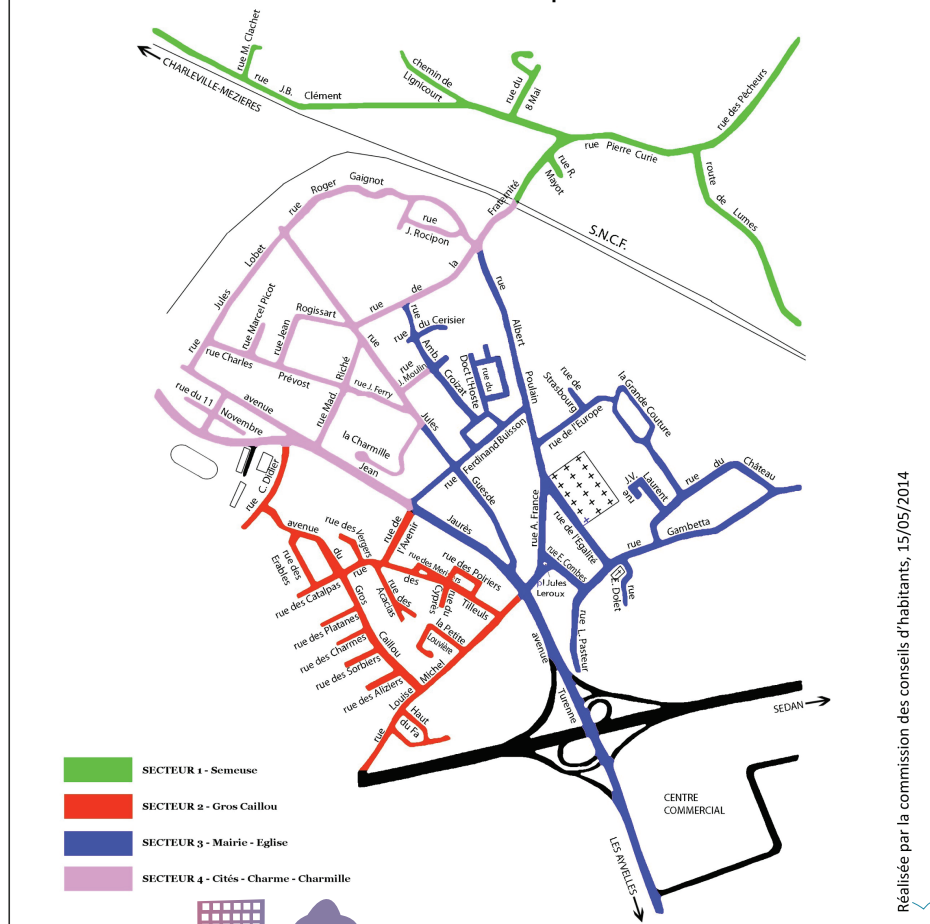 rue M. Clachet
CHARLEVILLE-MEZIERES
rue J.B. Clément
chemin de
Lignicourt
rue du
8 Mai
rue des Pêcheurs
rue Pierre Curie
rue R.
Mayot
route de Lumes
S.N.C.F.
rue Roger Gaignot
rue
J. Rocipon
rue de la Fraternité
rue Jules Lobet
rue Marcel Picot
rue Jean
Rogissart
rue Charles
Prévost
rue Mad. Riché
rue J. Ferry
rue
J. Moulin
rue du Cerisier
rue Amb. Croizat
rue du
Doct L'Hoste
rue Albert Poulain
rue de
Strasbourg
rue de l'Europe
la Grande Couture
rue du Château
rue
J.V.
Laurent
rue Gambetta
rue du 11
Novembre
avenue Jean Jaurès
la Charmille
rue Jules Guesde
rue Ferdinand Buisson
rue A. France
rue de l'Egalité
rue E. Combes
pl Jules
Leroux
rue
E. Dolet
rue L. Pasteur
rue C. Didier
avenue du Gros Caillou
rue des
Erables
rue des Vergers
rue de
l'Avenir
rue des Merisiers
rue des Poiriers
rue des Tilleuls
rue des
Acacias
rue du
Cyprès
rue des Catalpas
rue des Platanes
rue des Charmes
rue des Sorbiers
rue des Aliziers
la Petite
Louvière
rue Louise Michel
Haut
du Fa
avenue Turenne
SEDAN
CENTRE
COMMERCIAL
LES AYVELLES
SECTEUR 1 - Semeuse
SECTEUR 2 - Gros Caillou
SECTEUR 3 - Mairie - Eglise
SECTEUR 4 - Cités - Charme - Charmille
Réalisée par la commission des conseils d'habitants, 15/05/2014